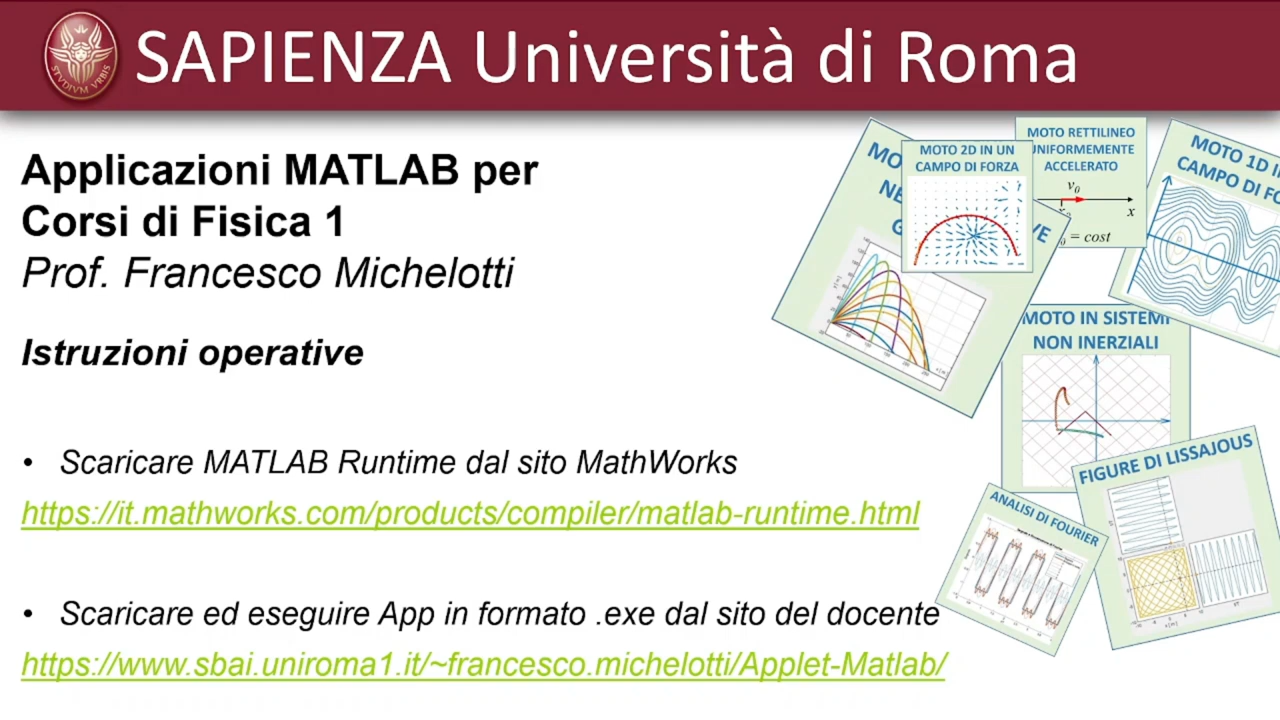 SAPIENZA Università di Roma
STVDIVM VRBIS
Applicazioni MATLAB per
Corsi di Fisica 1
Prof. Francesco Michelotti
Istruzioni operative
• Scaricare MATLAB Runtime dal sito MathWorks
https://it.mathworks.com/products/compiler/matlab-runtime.html
• Scaricare ed eseguire App in formato .exe dal sito del docente
https://www.sbai.uniroma1.it/~francesco.michelotti/Applet-Matlab/
MOTO 2D IN UN
CAMPO DI FORZA
MOTO RETTILINEO
UNIFORMEMENTE
ACCELERATO
v0
x
= cost
MOTO 1D I
CAMPO DI FO
MOTO IN SISTEMI
NON INERZIALI
FIGURE DI LISSAJOUS
ANALISI DI FOURIER